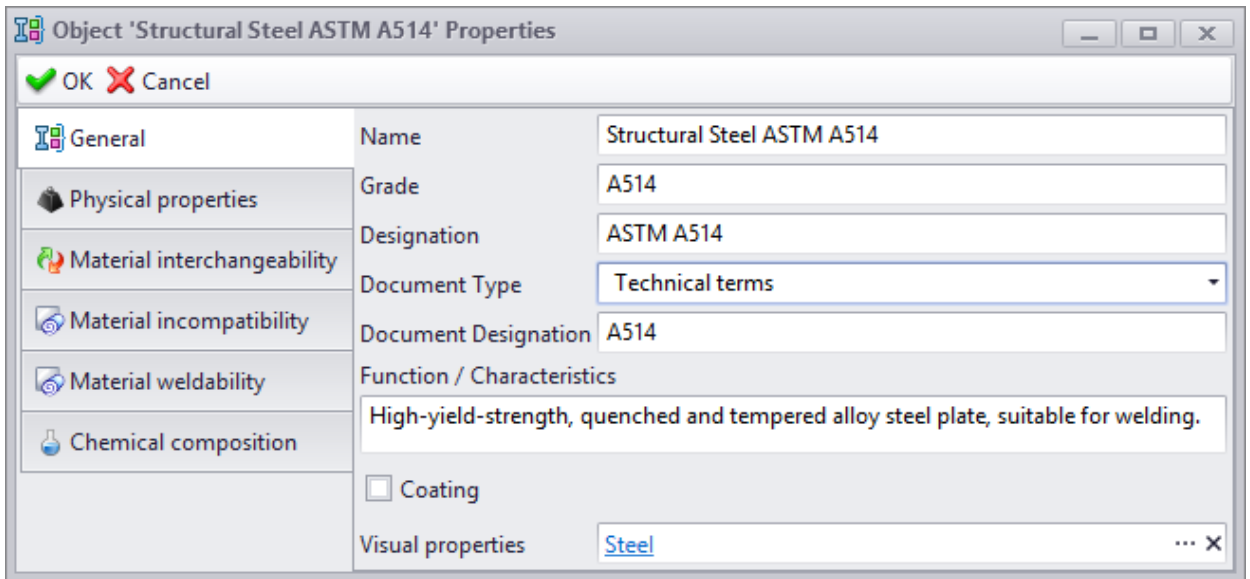 Object 'Structural Steel ASTM A514' Properties
OK Cancel
General
Physical properties
Material interchangeability
Material incompatibility
Material weldability
Chemical composition
Name Structural Steel ASTM A514
Grade A514
Designation ASTM A514
Document Type Technical terms
Document Designation A514
Function / Characteristics
High-yield-strength, quenched and tempered alloy steel plate, suitable for welding.
Coating
Visual properties Steel